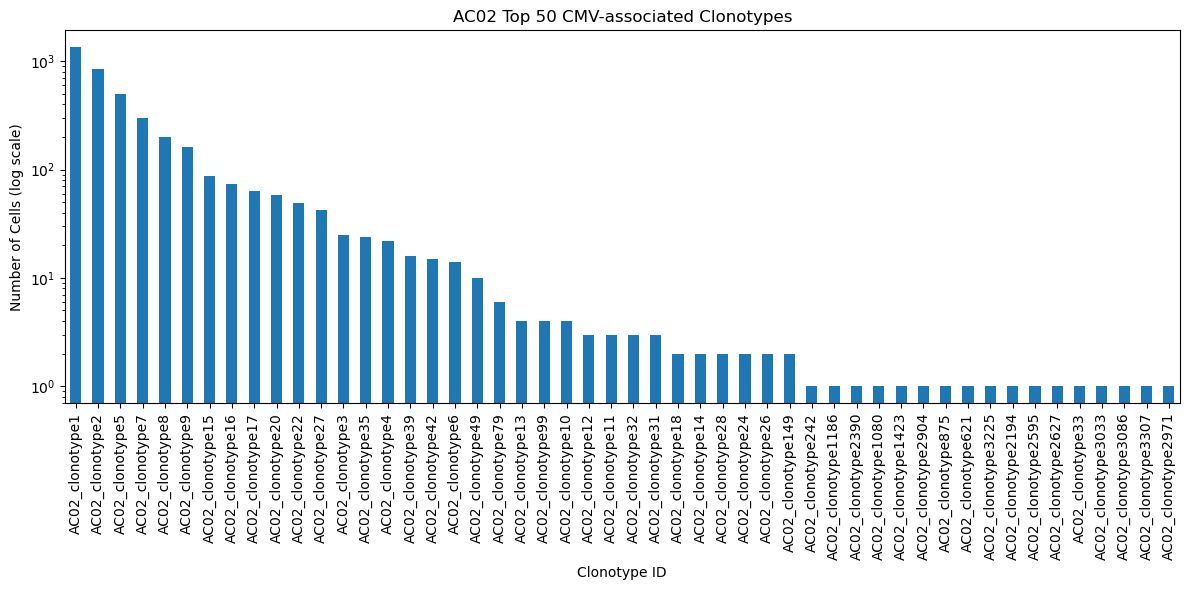 AC02 Top 50 CMV-associated Clonotypes
Number of Cells (log scale)
10³
10²
10¹
10⁰
AC02_clonotype1
AC02_clonotype2
AC02_clonotype5
AC02_clonotype7
AC02_clonotype8
AC02_clonotype9
AC02_clonotype15
AC02_clonotype16
AC02_clonotype17
AC02_clonotype20
AC02_clonotype22
AC02_clonotype27
AC02_clonotype3
AC02_clonotype35
AC02_clonotype4
AC02_clonotype39
AC02_clonotype42
AC02_clonotype6
AC02_clonotype49
AC02_clonotype79
AC02_clonotype13
AC02_clonotype99
AC02_clonotype10
AC02_clonotype12
AC02_clonotype11
AC02_clonotype32
AC02_clonotype31
AC02_clonotype18
AC02_clonotype14
AC02_clonotype28
AC02_clonotype24
AC02_clonotype26
AC02_clonotype149
AC02_clonotype242
AC02_clonotype1186
AC02_clonotype2390
AC02_clonotype1080
AC02_clonotype1423
AC02_clonotype2904
AC02_clonotype875
AC02_clonotype621
AC02_clonotype3225
AC02_clonotype2194
AC02_clonotype2595
AC02_clonotype2627
AC02_clonotype33
AC02_clonotype3033
AC02_clonotype3086
AC02_clonotype3307
AC02_clonotype2971
Clonotype ID